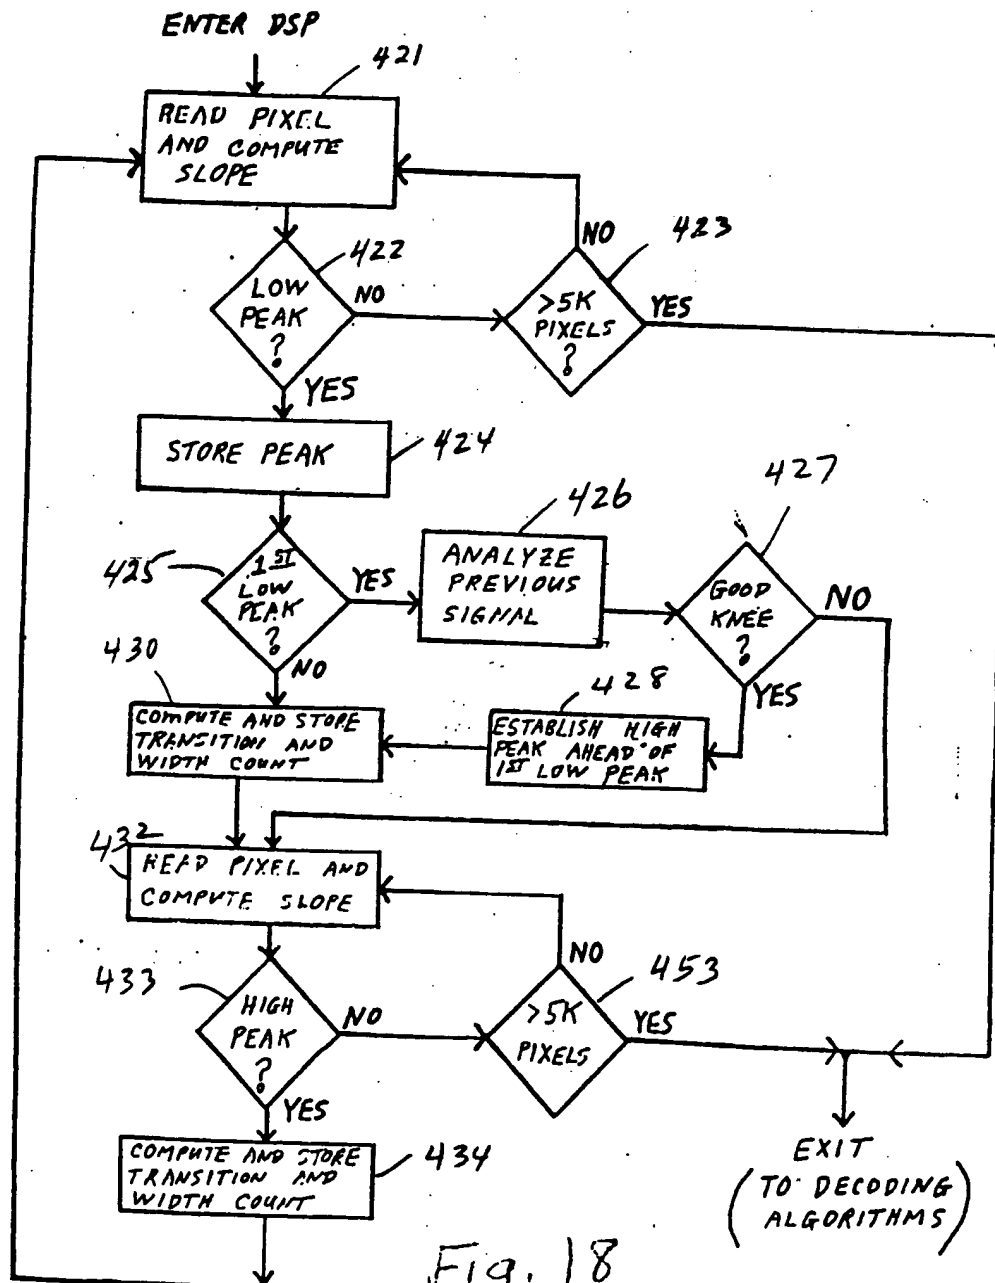 ENTER DSP
421
READ PIXEL
AND COMPUTE
SLOPE
422
LOW
PEAK
?
NO
YES
NO
423
>5K
PIXELS
?
YES
STORE PEAK
424
425
1ST
LOW
PEAK
?
YES
NO
426
ANALYZE
PREVIOUS
SIGNAL
427
GOOD
KNEE
?
NO
YES
428
ESTABLISH HIGH
PEAK AHEAD OF
1ST LOW PEAK
430
COMPUTE AND STORE
TRANSITION AND
WIDTH COUNT
432
READ PIXEL AND
COMPUTE SLOPE
433
HIGH
PEAK
?
NO
YES
NO
453
>5K
PIXELS
YES
COMPUTE AND STORE
TRANSITION AND
WIDTH COUNT
434
EXIT
(TO DECODING
ALGORITHMS)
Fig. 18